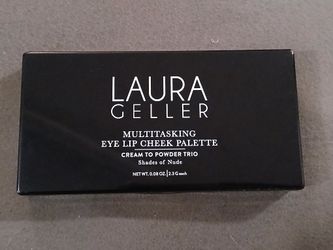 LAURA
GELLER
MULTITASKING
EYE LIP CHEEK PALETTE
CREAM TO POWDER TRIO
Shades of Nude
NET WT. 0.08 OZ. | 2.3 G each